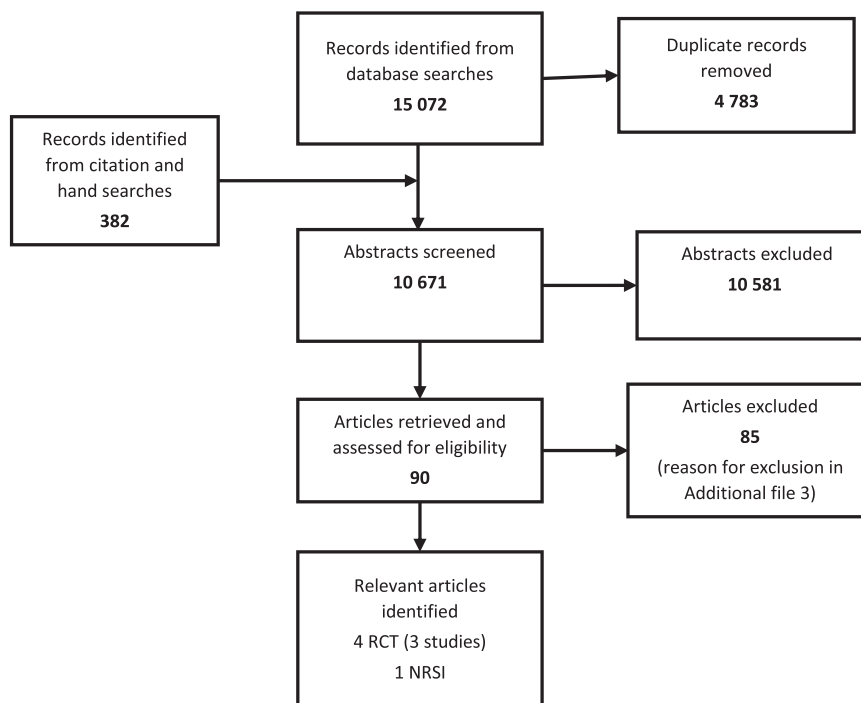 Records identified from
database searches
15 072
Duplicate records
removed
4 783
Records identified
from citation and
hand searches
382
Abstracts screened
10 671
Abstracts excluded
10 581
Articles retrieved and
assessed for eligibility
90
Articles excluded
85
(reason for exclusion in
Additional file 3)
Relevant articles
identified
4 RCT (3 studies)
1 NRSI